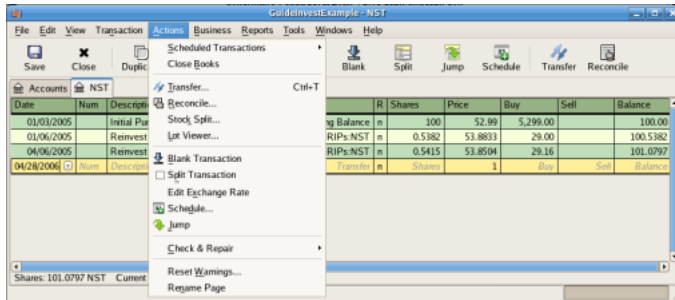 GuideInvestExample - NST
File Edit View Transaction Actions Business Reports Tools Windows Help
Save Close Duplic Blank Split Jump Schedule Transfer Reconcile
Scheduled Transactions
Close Books
Transfer... Ctrl+T
Reconcile...
Stock Split...
Lot Viewer...
Blank Transaction
Split Transaction
Edit Exchange Rate
Schedule...
Jump
Check & Repair
Reset Warnings...
Rename Page
Accounts NST
Date Num Descripti R Shares Price Buy Sell Balance
01/03/2005 Initial Pur ng Balance n 100 52.99 5,299.00 100.00
01/06/2005 Reinvest RIPs:NST n 0.5382 53.8833 29.00 100.5382
04/06/2005 Reinvest RIPs:NST n 0.5415 53.8504 29.16 101.0797
04/28/2006 Num Descripti Transfer n Shares 1 Buy Sell Balance
Shares: 101.0797 NST Current